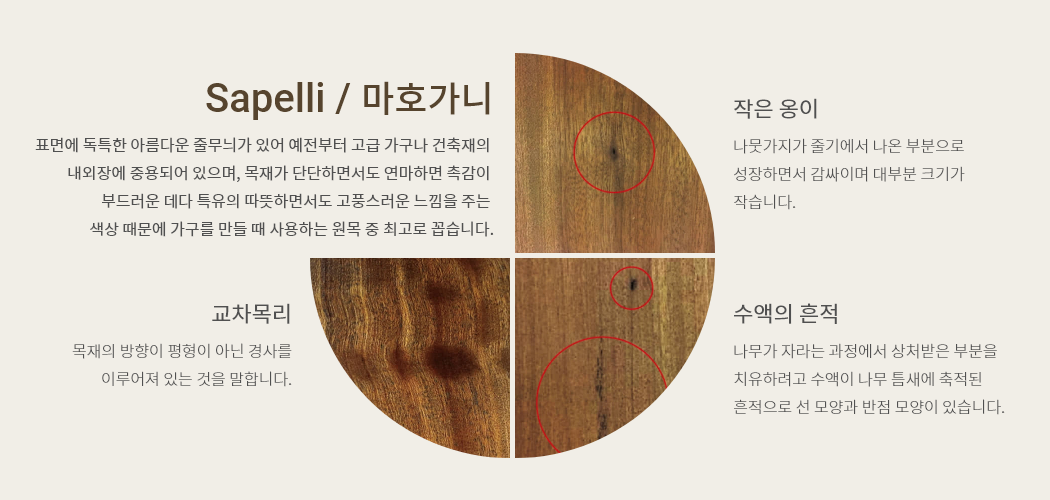 Sapelli / 마호가니
표면에 독특한 아름다운 줄무늬가 있어 예전부터 고급 가구나 건축재의
내외장에 중용되어 있으며, 목재가 단단하면서도 연마하면 촉감이
부드러운 데다 특유의 따뜻하면서도 고풍스러운 느낌을 주는
색상 때문에 가구를 만들 때 사용하는 원목 중 최고로 꼽습니다.
작은 옹이
나뭇가지가 줄기에서 나온 부분으로
성장하면서 감싸이며 대부분 크기가
작습니다.
교차목리
목재의 방향이 평형이 아닌 경사를
이루어져 있는 것을 말합니다.
수액의 흔적
나무가 자라는 과정에서 상처받은 부분을
치유하려고 수액이 나무 틈새에 축적된
흔적으로 선 모양과 반점 모양이 있습니다.